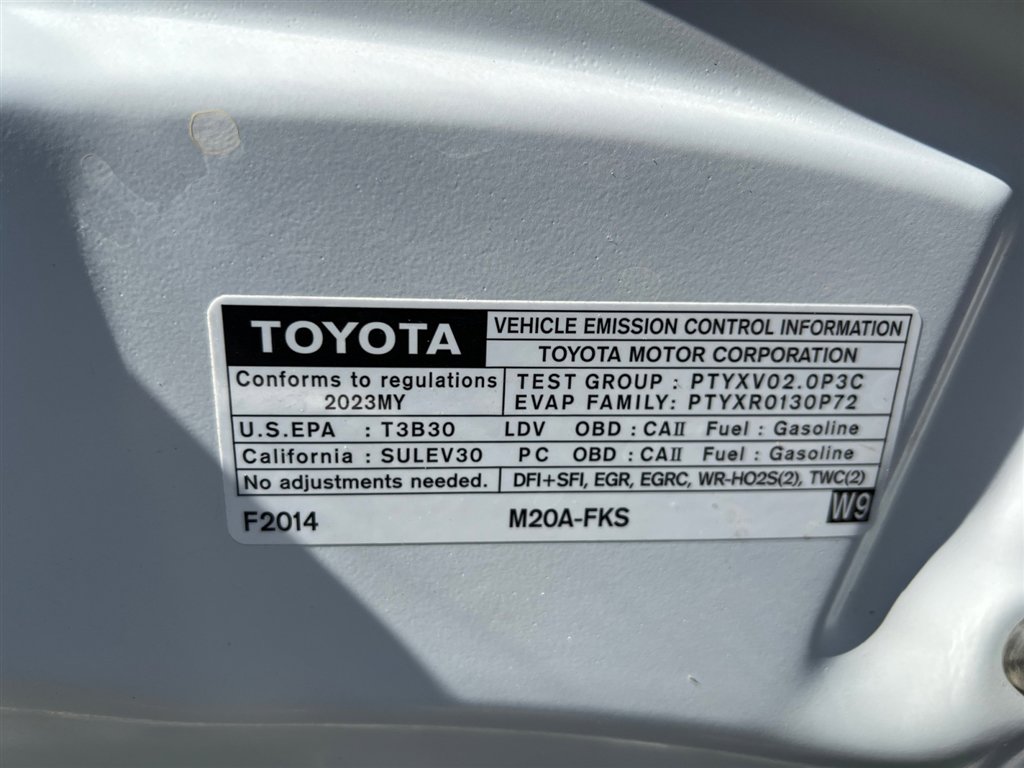 TOYOTA
VEHICLE EMISSION CONTROL INFORMATION
TOYOTA MOTOR CORPORATION
Conforms to regulations
2023MY
TEST GROUP : PTYXV02.0P3C
EVAP FAMILY: PTYXR0130P72
U.S.EPA : T3B30 LDV OBD : CAII Fuel : Gasoline
California : SULEV30 PC OBD : CAII Fuel : Gasoline
No adjustments needed. DFI+SFI, EGR, EGRC, WR-HO2S(2), TWC(2)
F2014 M20A-FKS W9